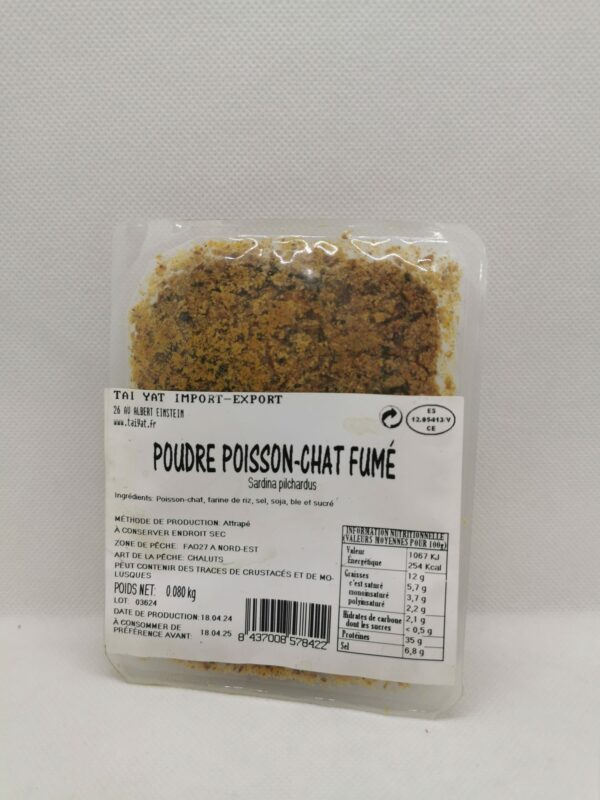 TAI YAT IMPORT-EXPORT
26 AU ALBERT EINSTEIN
www.taiyat.fr
ES
12.05413/V
CE
POUDRE POISSON-CHAT FUMÉ
Sardina pilchardus
Ingrédients: Poisson-chat, farine de riz, sel, soja, ble et sucré
MÉTHODE DE PRODUCTION: Attrapé
À CONSERVER ENDROIT SEC
ZONE DE PÊCHE: FAO27 A.NORD-EST
ART DE LA PÊCHE: CHALUTS
PEUT CONTENIR DES TRACES DE CRUSTACÉS ET DE MO-
LUSQUES
POIDS NET: 0.080 kg
LOT: 03624
DATE DE PRODUCTION: 18.04.24
À CONSOMMER DE
PRÉFÉRENCE AVANT: 18.04.25
8 437008 578422
INFORMATION NUTRITIONNELLE
(VALEURS MOYENNES POUR 100g)
Valeur 1067 KJ
Énergétique 254 Kcal
Graisses 12 g
c'est saturé 5,7 g
monoinsaturé 3,7 g
polyinsaturé 2,2 g
Hidrates de carbone 2,1 g
dont les sucres < 0,5 g
Protéines 35 g
Sel 6,8 g